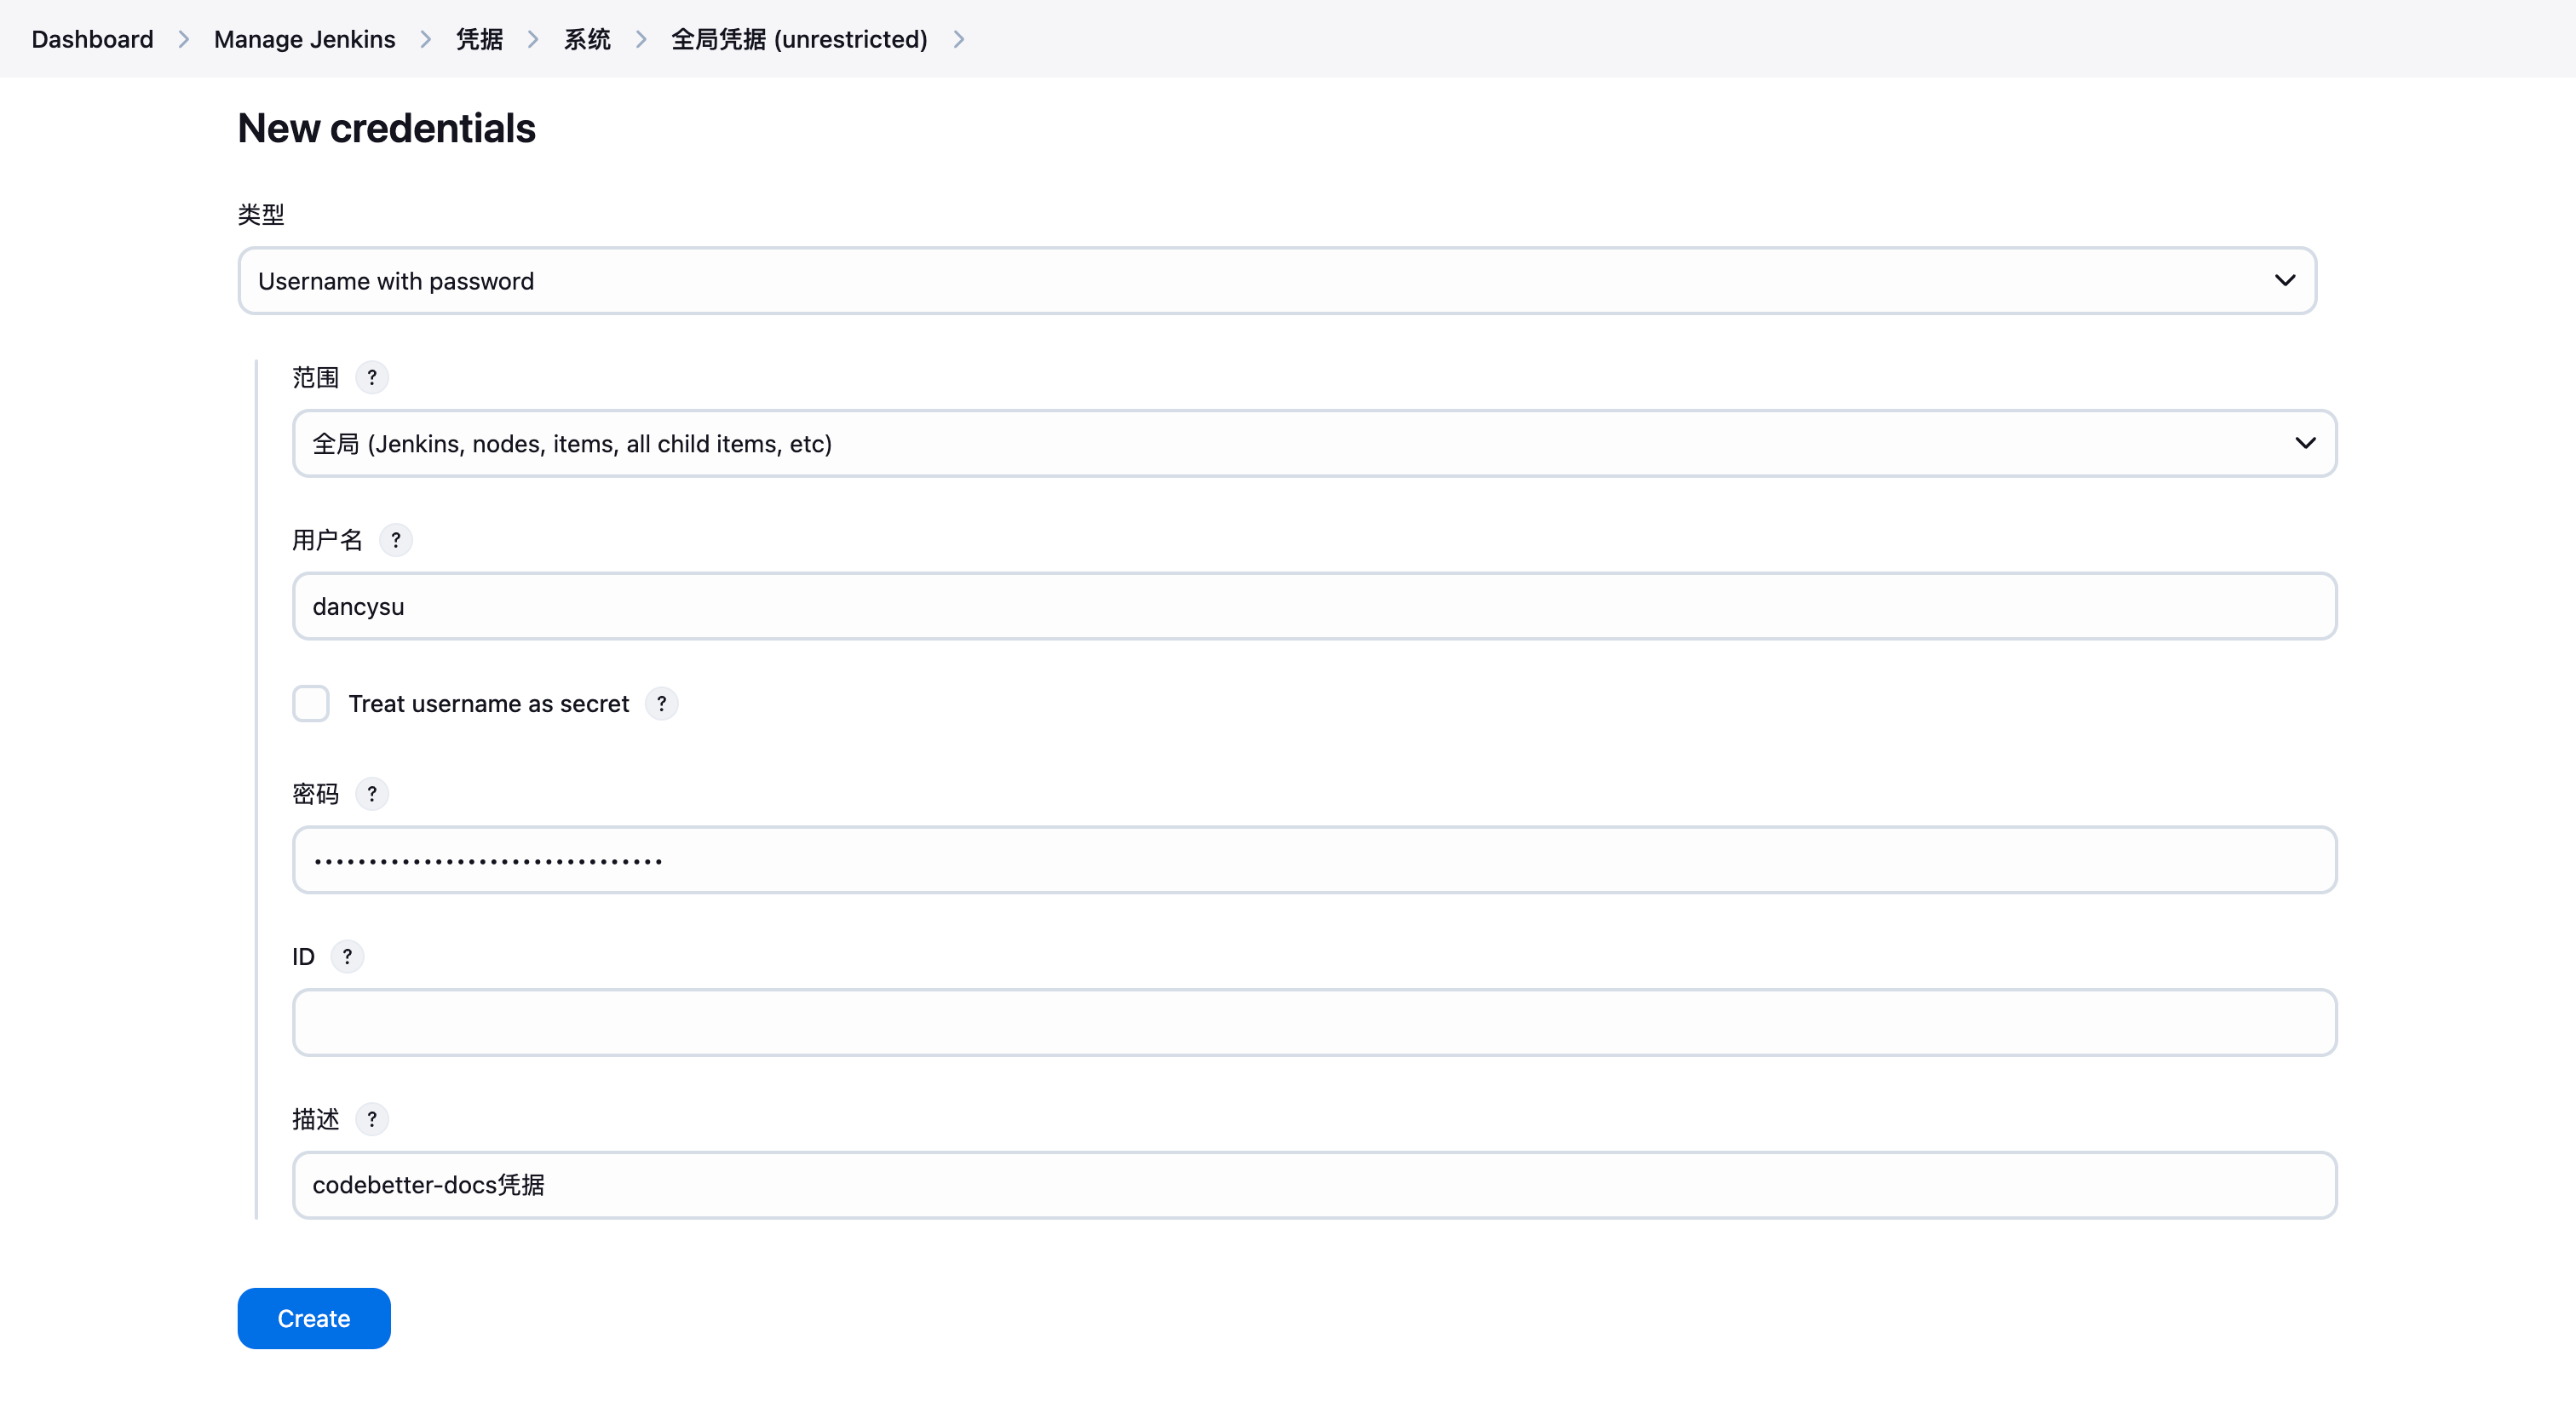 Dashboard > Manage Jenkins > 凭据 > 系统 > 全局凭据 (unrestricted) >
New credentials
类型
Username with password
范围 ?
全局 (Jenkins, nodes, items, all child items, etc)
用户名 ?
dancysu
Treat username as secret ?
密码 ?
••••••••••••••••••••••••••••••••
ID ?
描述 ?
codebetter-docs凭据
Create